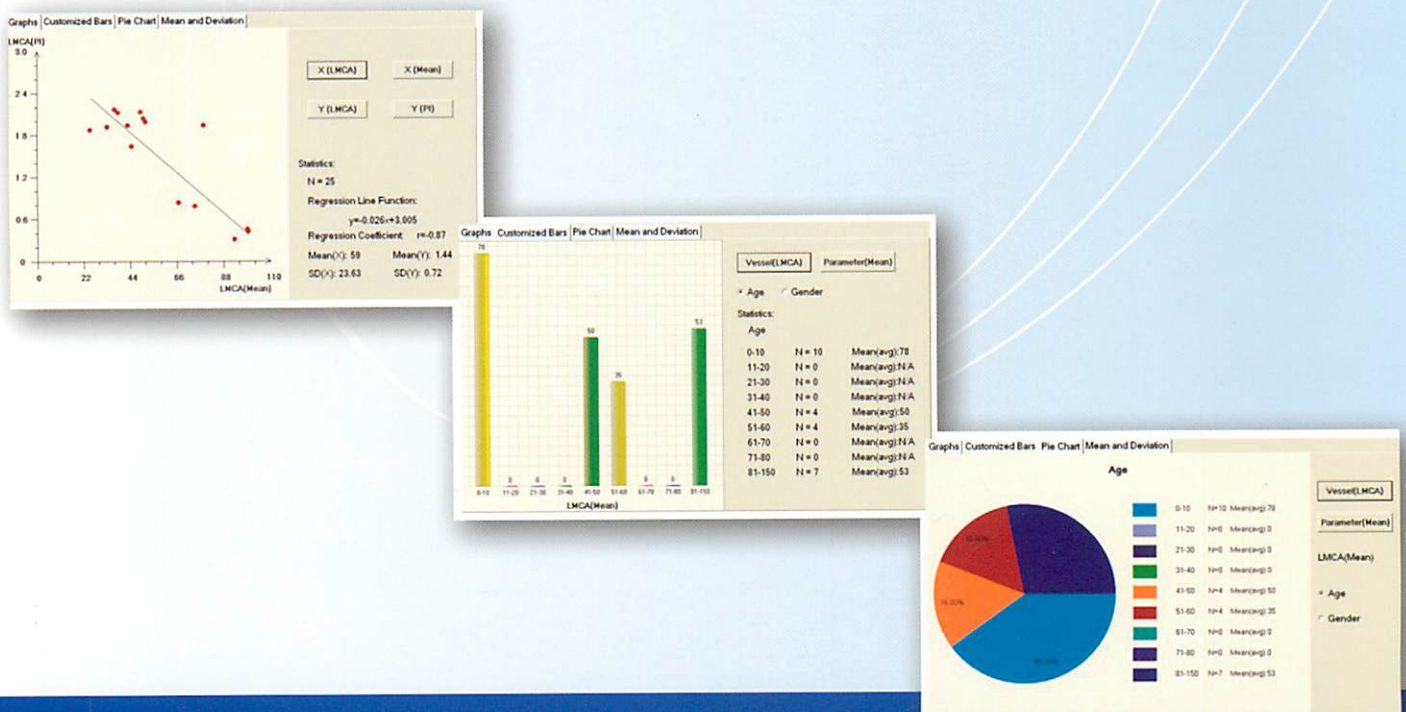 Graphs Customized Bars Pie Chart Mean and Deviation
LMCA(PI)
3.0
2.4
1.8
1.2
0.6
0
0 22 44 66 88 110
LMCA(Mean)
X (LMCA) X (Mean)
Y (LMCA) Y (PI)
Statistics:
N = 25
Regression Line Function:
y=-0.026x+3.005
Regression Coefficient: r=-0.87
Mean(X): 59 Mean(Y): 1.44
SD(X): 23.63 SD(Y): 0.72
Graphs Customized Bars Pie Chart Mean and Deviation
78
0 0 0 50 35 0 0 53
0-10 11-20 21-30 31-40 41-50 51-60 61-70 71-80 81-150
LMCA(Mean)
Vessel(LMCA) Parameter(Mean)
Age Gender
Statistics:
Age
0-10 N = 10 Mean(avg):78
11-20 N = 0 Mean(avg):N/A
21-30 N = 0 Mean(avg):N/A
31-40 N = 0 Mean(avg):N/A
41-50 N = 4 Mean(avg):50
51-60 N = 4 Mean(avg):35
61-70 N = 0 Mean(avg):N/A
71-80 N = 0 Mean(avg):N/A
81-150 N = 7 Mean(avg):53
Graphs Customized Bars Pie Chart Mean and Deviation
Age
16.00%
16.00%
40.00%
0-10 N=10 Mean(avg):78
11-20 N=0 Mean(avg):0
21-30 N=0 Mean(avg):0
31-40 N=0 Mean(avg):0
41-50 N=4 Mean(avg):50
51-60 N=4 Mean(avg):35
61-70 N=0 Mean(avg):0
71-80 N=0 Mean(avg):0
81-150 N=7 Mean(avg):53
Vessel(LMCA)
Parameter(Mean)
LMCA(Mean)
Age
Gender